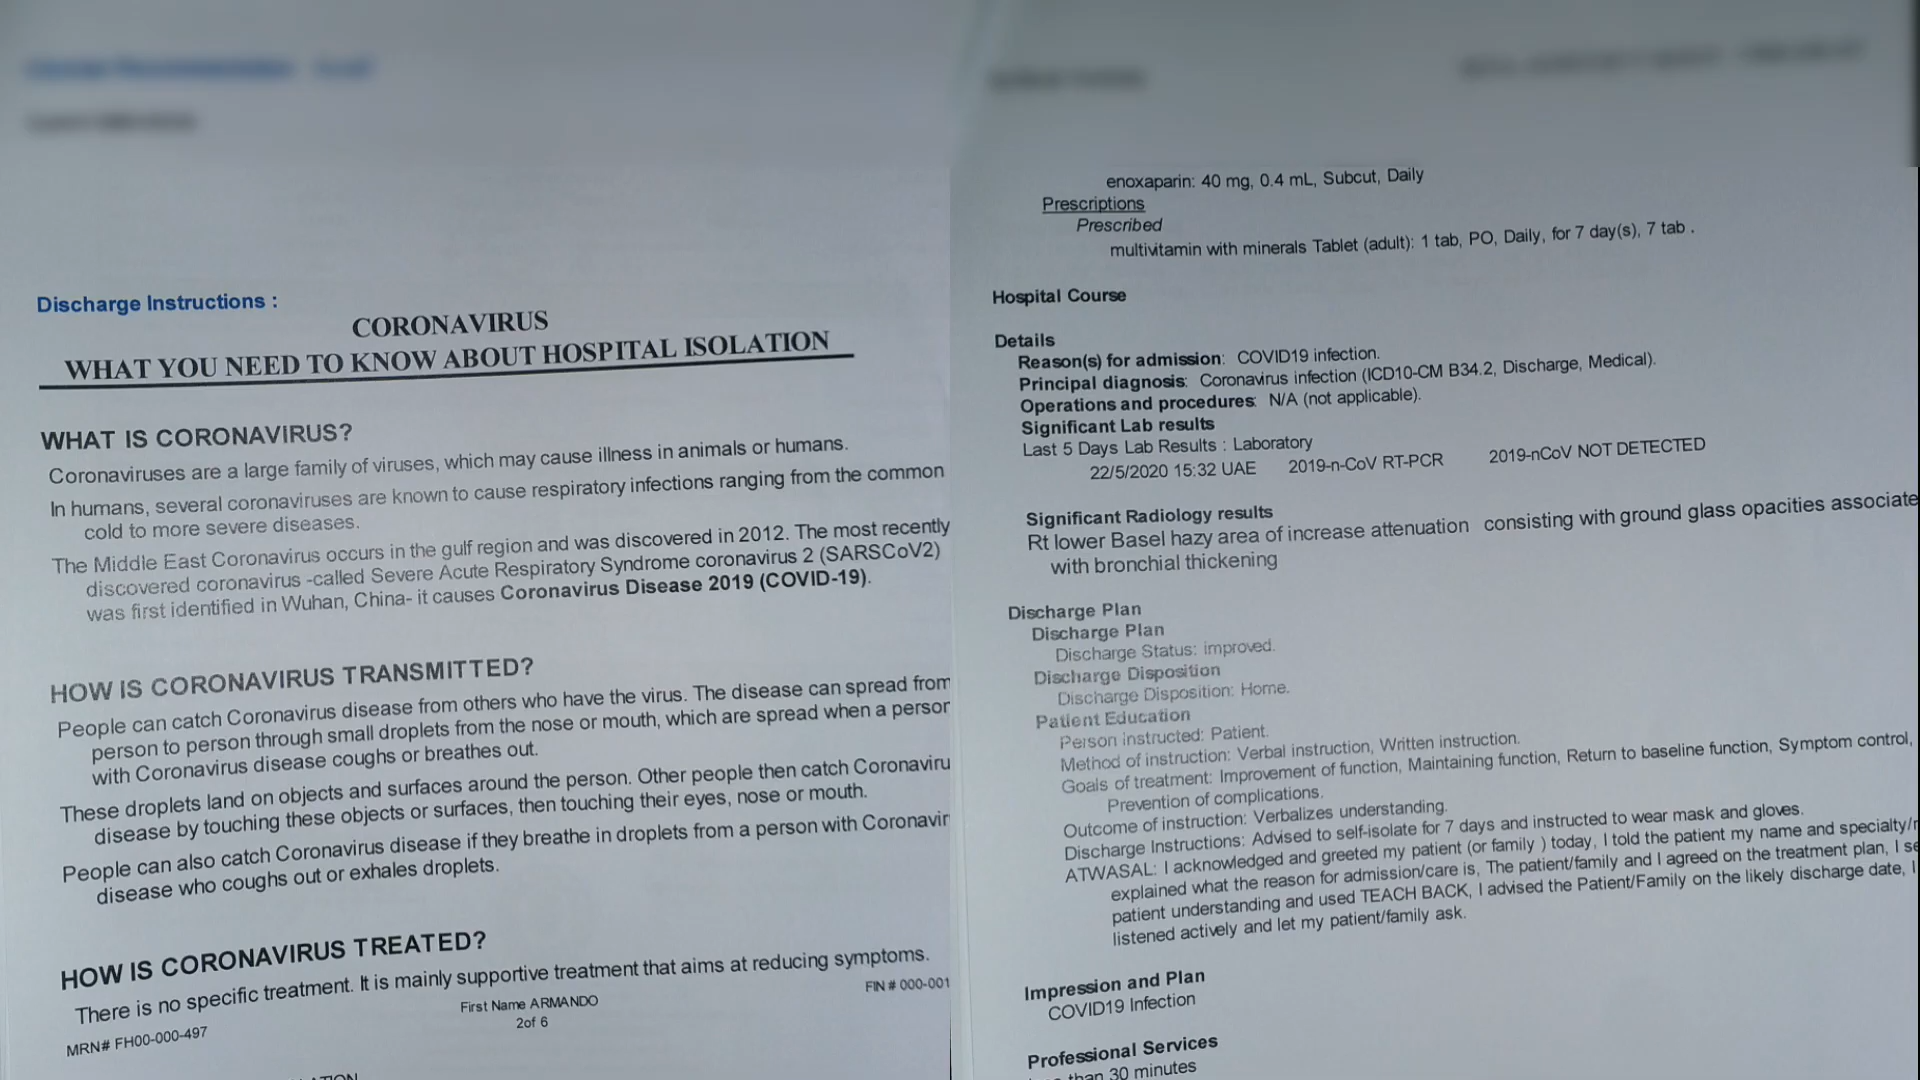 Discharge Instructions :
CORONAVIRUS
WHAT YOU NEED TO KNOW ABOUT HOSPITAL ISOLATION
WHAT IS CORONAVIRUS?
Coronaviruses are a large family of viruses, which may cause illness in animals or humans.
In humans, several coronaviruses are known to cause respiratory infections ranging from the common
cold to more severe diseases.
The Middle East Coronavirus occurs in the gulf region and was discovered in 2012. The most recently
discovered coronavirus -called Severe Acute Respiratory Syndrome coronavirus 2 (SARSCoV2)
was first identified in Wuhan, China- it causes Coronavirus Disease 2019 (COVID-19).
HOW IS CORONAVIRUS TRANSMITTED?
People can catch Coronavirus disease from others who have the virus. The disease can spread from
person to person through small droplets from the nose or mouth, which are spread when a person
with Coronavirus disease coughs or breathes out.
These droplets land on objects and surfaces around the person. Other people then catch Coronaviru
disease by touching these objects or surfaces, then touching their eyes, nose or mouth.
People can also catch Coronavirus disease if they breathe in droplets from a person with Coronavir
disease who coughs out or exhales droplets.
HOW IS CORONAVIRUS TREATED?
There is no specific treatment. It is mainly supportive treatment that aims at reducing symptoms.
First Name ARMANDO
FIN # 000-001
MRN# FH00-000-497
2of 6
enoxaparin: 40 mg, 0.4 mL, Subcut, Daily
Prescriptions
Prescribed
multivitamin with minerals Tablet (adult): 1 tab, PO, Daily, for 7 day(s), 7 tab .
Hospital Course
Details
Reason(s) for admission: COVID19 infection.
Principal diagnosis: Coronavirus infection (ICD10-CM B34.2, Discharge, Medical).
Operations and procedures: N/A (not applicable).
Significant Lab results
Last 5 Days Lab Results : Laboratory
22/5/2020 15:32 UAE 2019-n-CoV RT-PCR 2019-nCoV NOT DETECTED
Significant Radiology results
Rt lower Basel hazy area of increase attenuation consisting with ground glass opacities associate
with bronchial thickening
Discharge Plan
Discharge Plan
Discharge Status: improved.
Discharge Disposition
Discharge Disposition: Home.
Patient Education
Person instructed: Patient.
Method of instruction: Verbal instruction, Written instruction.
Goals of treatment: Improvement of function, Maintaining function, Return to baseline function, Symptom control,
Prevention of complications.
Outcome of instruction: Verbalizes understanding.
Discharge Instructions: Advised to self-isolate for 7 days and instructed to wear mask and gloves.
ATWASAL: I acknowledged and greeted my patient (or family ) today, I told the patient my name and specialty/r
explained what the reason for admission/care is, The patient/family and I agreed on the treatment plan, I se
patient understanding and used TEACH BACK, I advised the Patient/Family on the likely discharge date, I
listened actively and let my patient/family ask.
Impression and Plan
COVID19 Infection
Professional Services
than 30 minutes